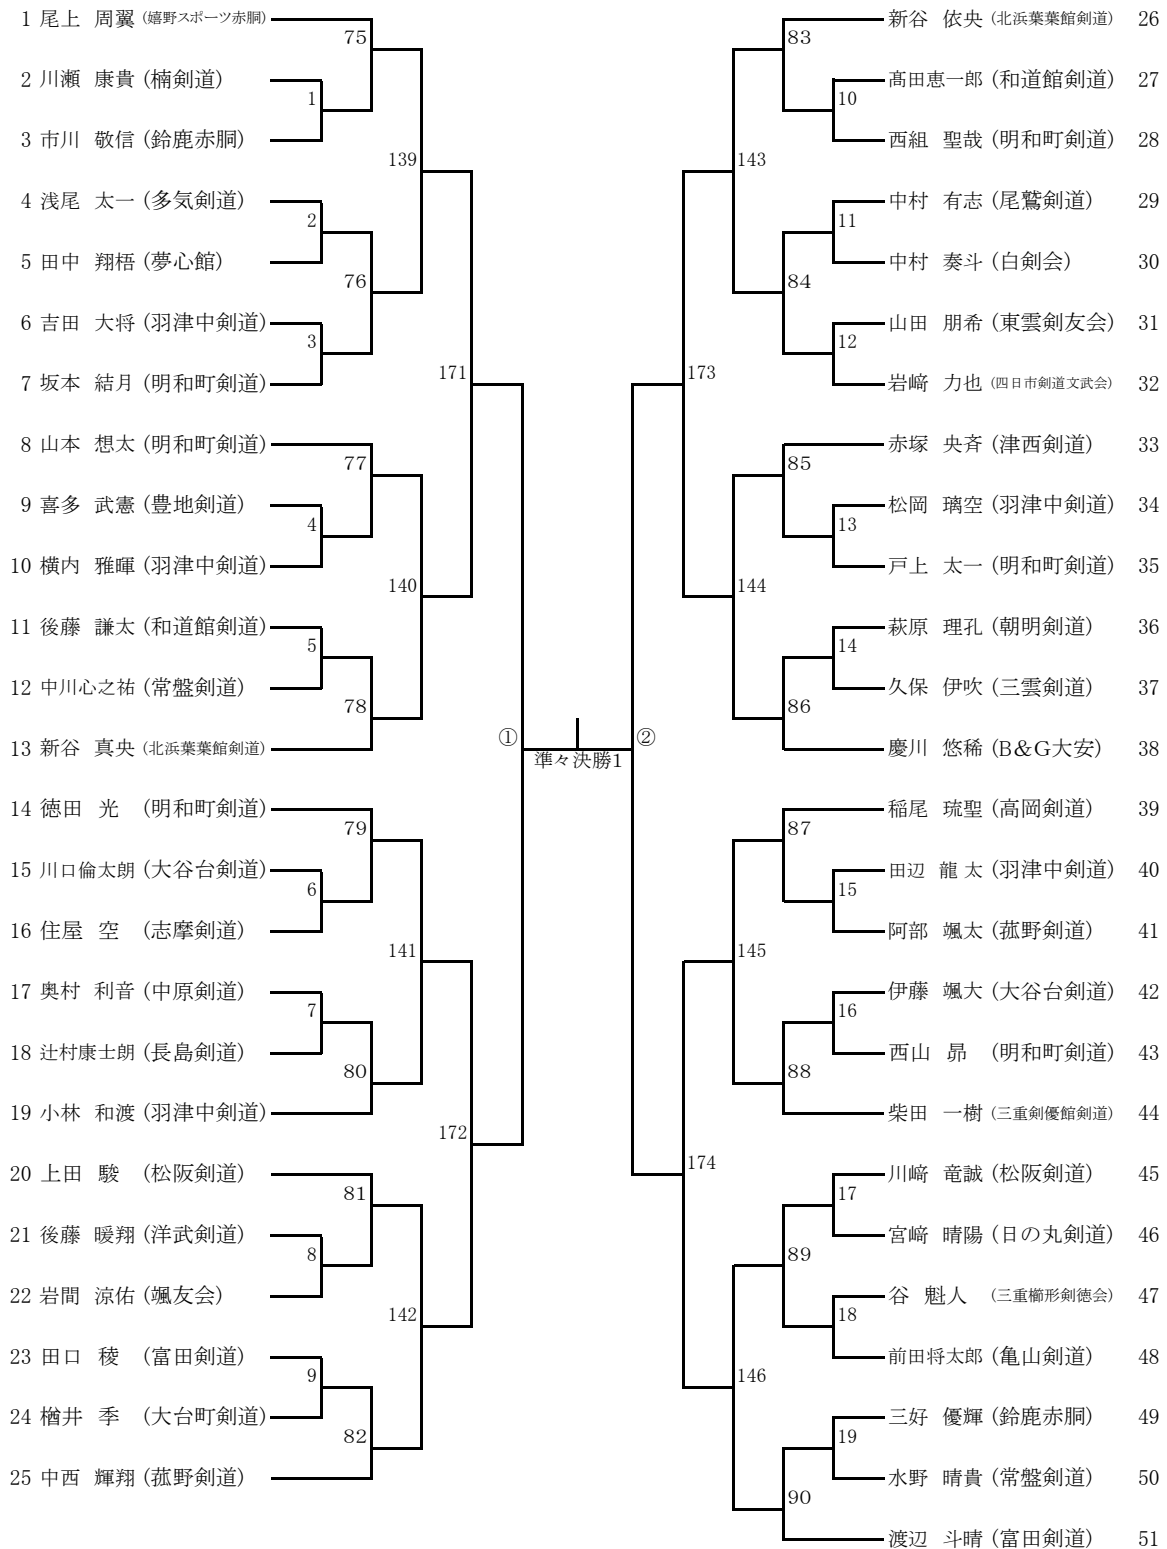 1 尾上 周翼 (嬉野スポーツ赤胴)
75
2 川瀬 康貴 (楠剣道)
1
3 市川 敬信 (鈴鹿赤胴)
139
4 浅尾 太一 (多気剣道)
2
5 田中 翔梧 (夢心館)
76
6 吉田 大将 (羽津中剣道)
3
7 坂本 結月 (明和町剣道)
171
8 山本 想太 (明和町剣道)
77
9 喜多 武憲 (豊地剣道)
4
10 横内 雅暉 (羽津中剣道)
140
11 後藤 謙太 (和道館剣道)
5
12 中川心之祐 (常盤剣道)
78
13 新谷 真央 (北浜葉葉館剣道)
①
14 徳田 光 (明和町剣道)
79
15 川口倫太朗 (大谷台剣道)
6
16 住屋 空 (志摩剣道)
141
17 奥村 利音 (中原剣道)
7
18 辻村康士朗 (長島剣道)
80
19 小林 和渡 (羽津中剣道)
172
20 上田 駿 (松阪剣道)
81
21 後藤 暖翔 (洋武剣道)
8
22 岩間 涼佑 (颯友会)
142
23 田口 稜 (富田剣道)
9
24 楢井 季 (大台町剣道)
82
25 中西 輝翔 (菰野剣道)
準々決勝1
新谷 依央 (北浜葉葉館剣道) 26
83
髙田恵一郎 (和道館剣道) 27
10
西組 聖哉 (明和町剣道) 28
143
中村 有志 (尾鷲剣道) 29
11
中村 奏斗 (白剣会) 30
84
山田 朋希 (東雲剣友会) 31
12
岩﨑 力也 (四日市剣道文武会) 32
173
赤塚 央斉 (津西剣道) 33
85
松岡 璃空 (羽津中剣道) 34
13
戸上 太一 (明和町剣道) 35
144
萩原 理孔 (朝明剣道) 36
14
久保 伊吹 (三雲剣道) 37
86
慶川 悠稀 (B&G大安) 38
②
稲尾 琉聖 (高岡剣道) 39
87
田辺 龍太 (羽津中剣道) 40
15
阿部 颯太 (菰野剣道) 41
145
伊藤 颯大 (大谷台剣道) 42
16
西山 昴 (明和町剣道) 43
88
柴田 一樹 (三重剣優館剣道) 44
174
川﨑 竜誠 (松阪剣道) 45
17
宮﨑 晴陽 (日の丸剣道) 46
89
谷 魁人 (三重櫛形剣徳会) 47
18
前田将太郎 (亀山剣道) 48
146
三好 優輝 (鈴鹿赤胴) 49
19
水野 晴貴 (常盤剣道) 50
90
渡辺 斗晴 (富田剣道) 51